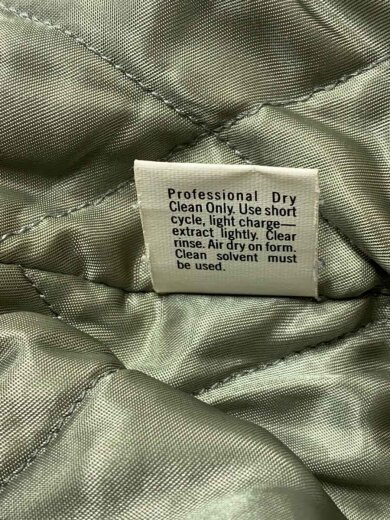 Professional Dry
Clean Only. Use short
cycle, light charge—
extract lightly. Clear
rinse. Air dry on form.
Clean solvent must
be used.